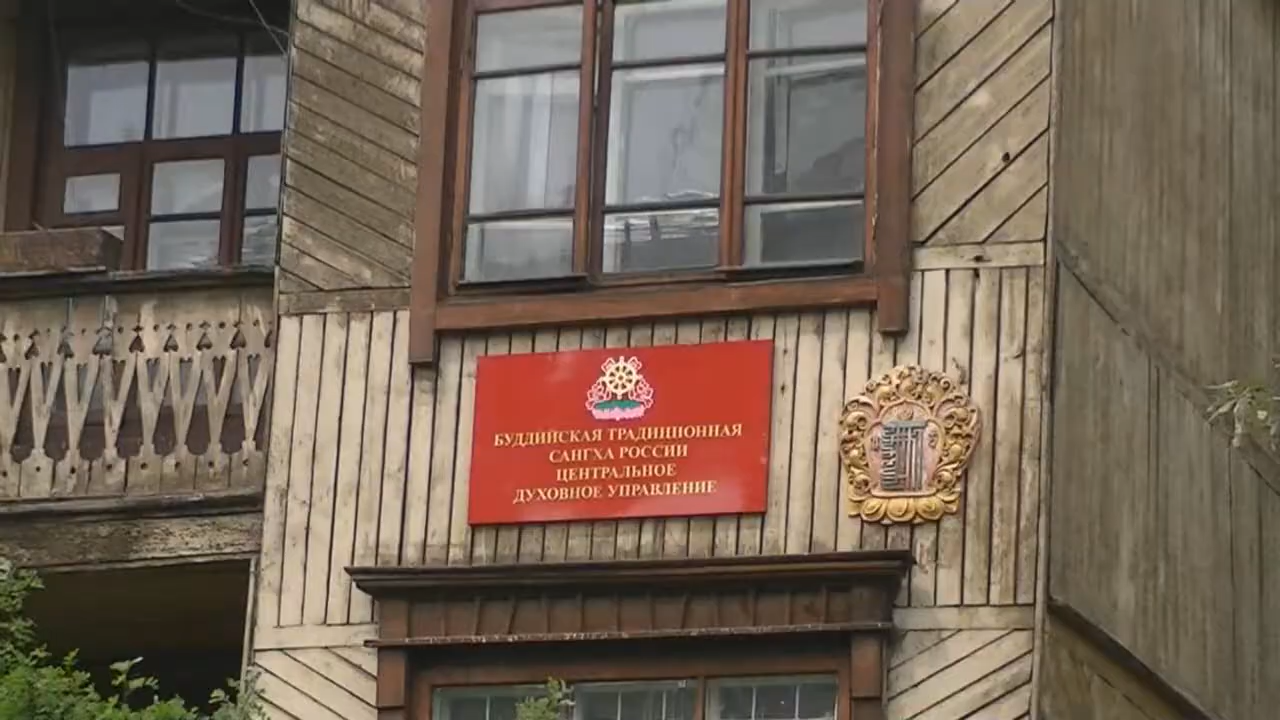 БУДДИЙСКАЯ ТРАДИЦИОННАЯ
САНГХА РОССИИ
ЦЕНТРАЛЬНОЕ
ДУХОВНОЕ УПРАВЛЕНИЕ